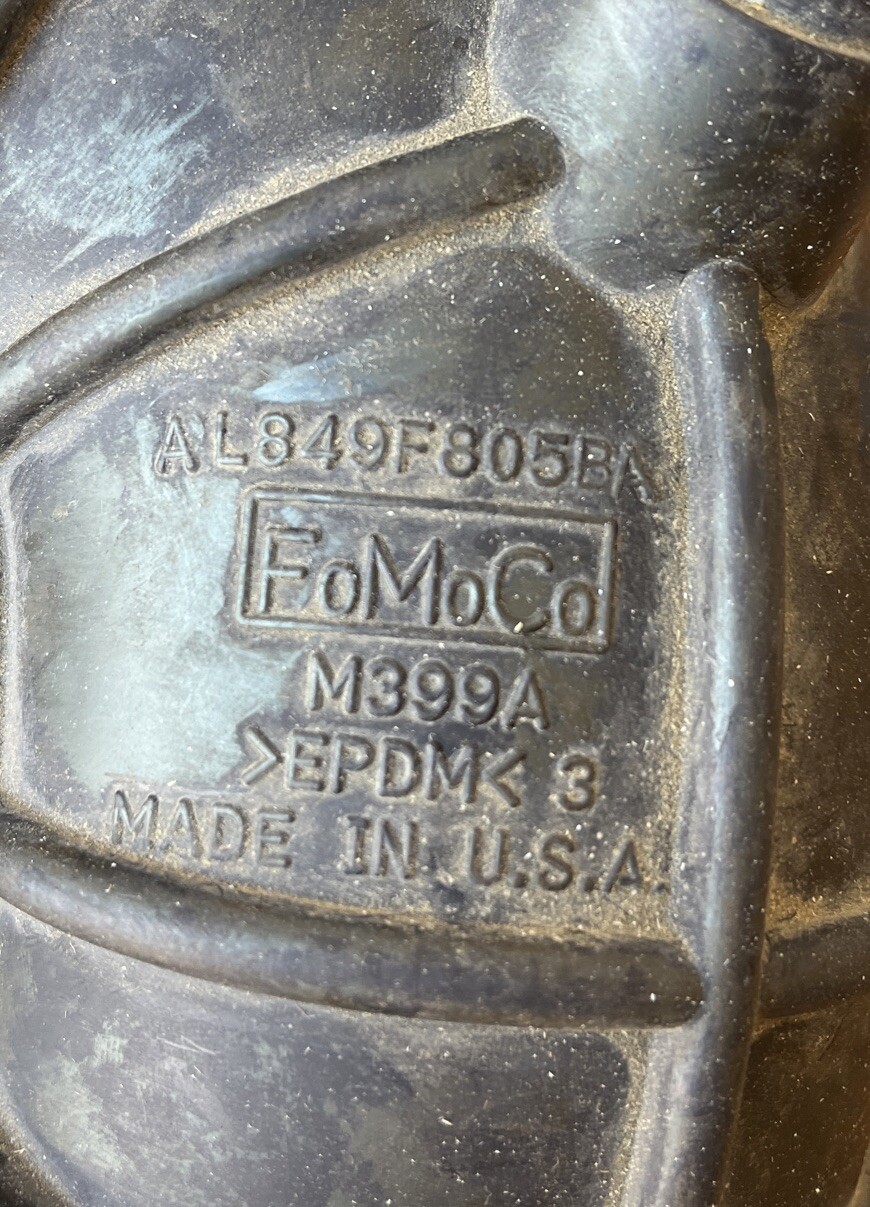 AL849F805BA
FoMoCo
M399A
>EPDM< 3
MADE IN U.S.A.